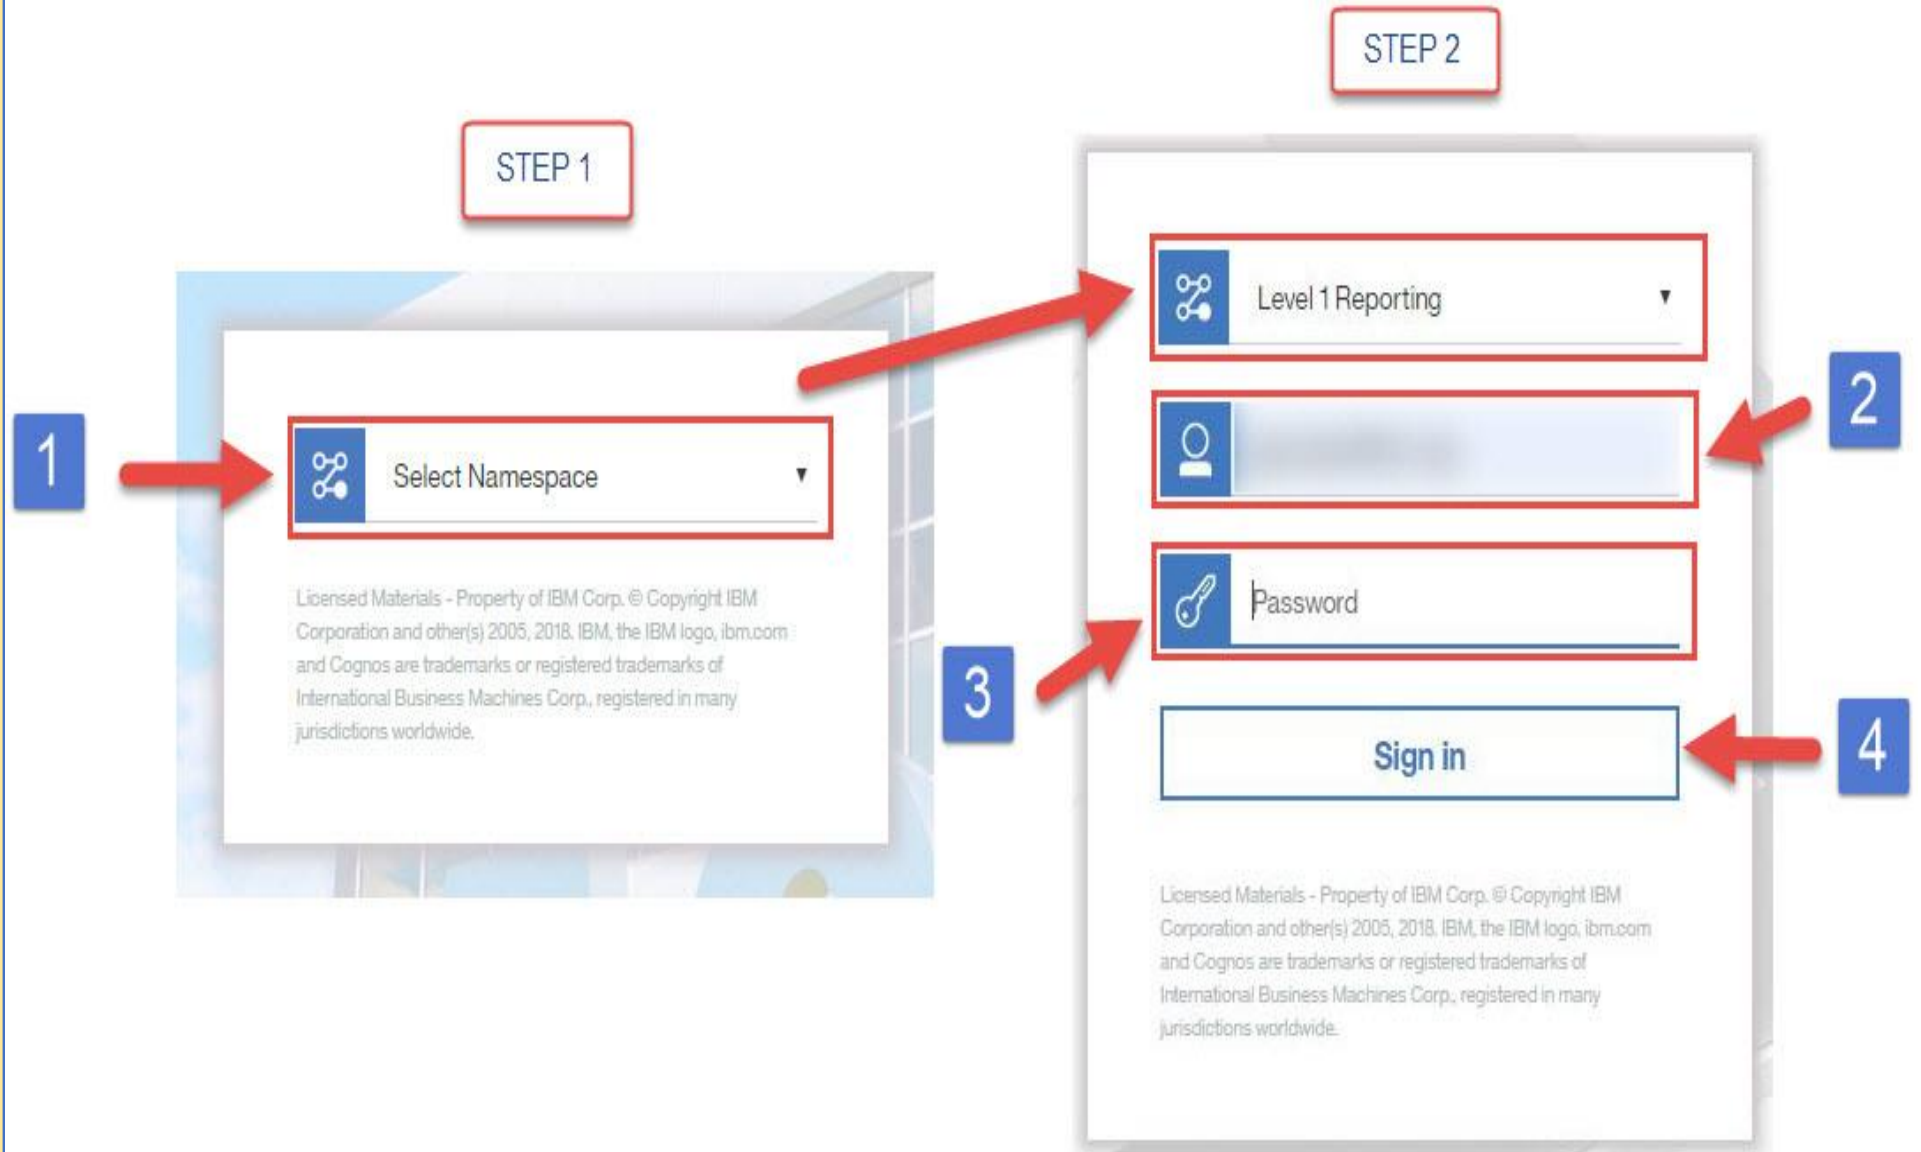 STEP 1
1
Select Namespace
Licensed Materials - Property of IBM Corp. © Copyright IBM
Corporation and other(s) 2005, 2018. IBM, the IBM logo, ibm.com
and Cognos are trademarks or registered trademarks of
International Business Machines Corp., registered in many
jurisdictions worldwide.
STEP 2
Level 1 Reporting
2
3
Password
Sign in
4
Licensed Materials - Property of IBM Corp. © Copyright IBM
Corporation and other(s) 2005, 2018. IBM, the IBM logo, ibm.com
and Cognos are trademarks or registered trademarks of
International Business Machines Corp., registered in many
jurisdictions worldwide.